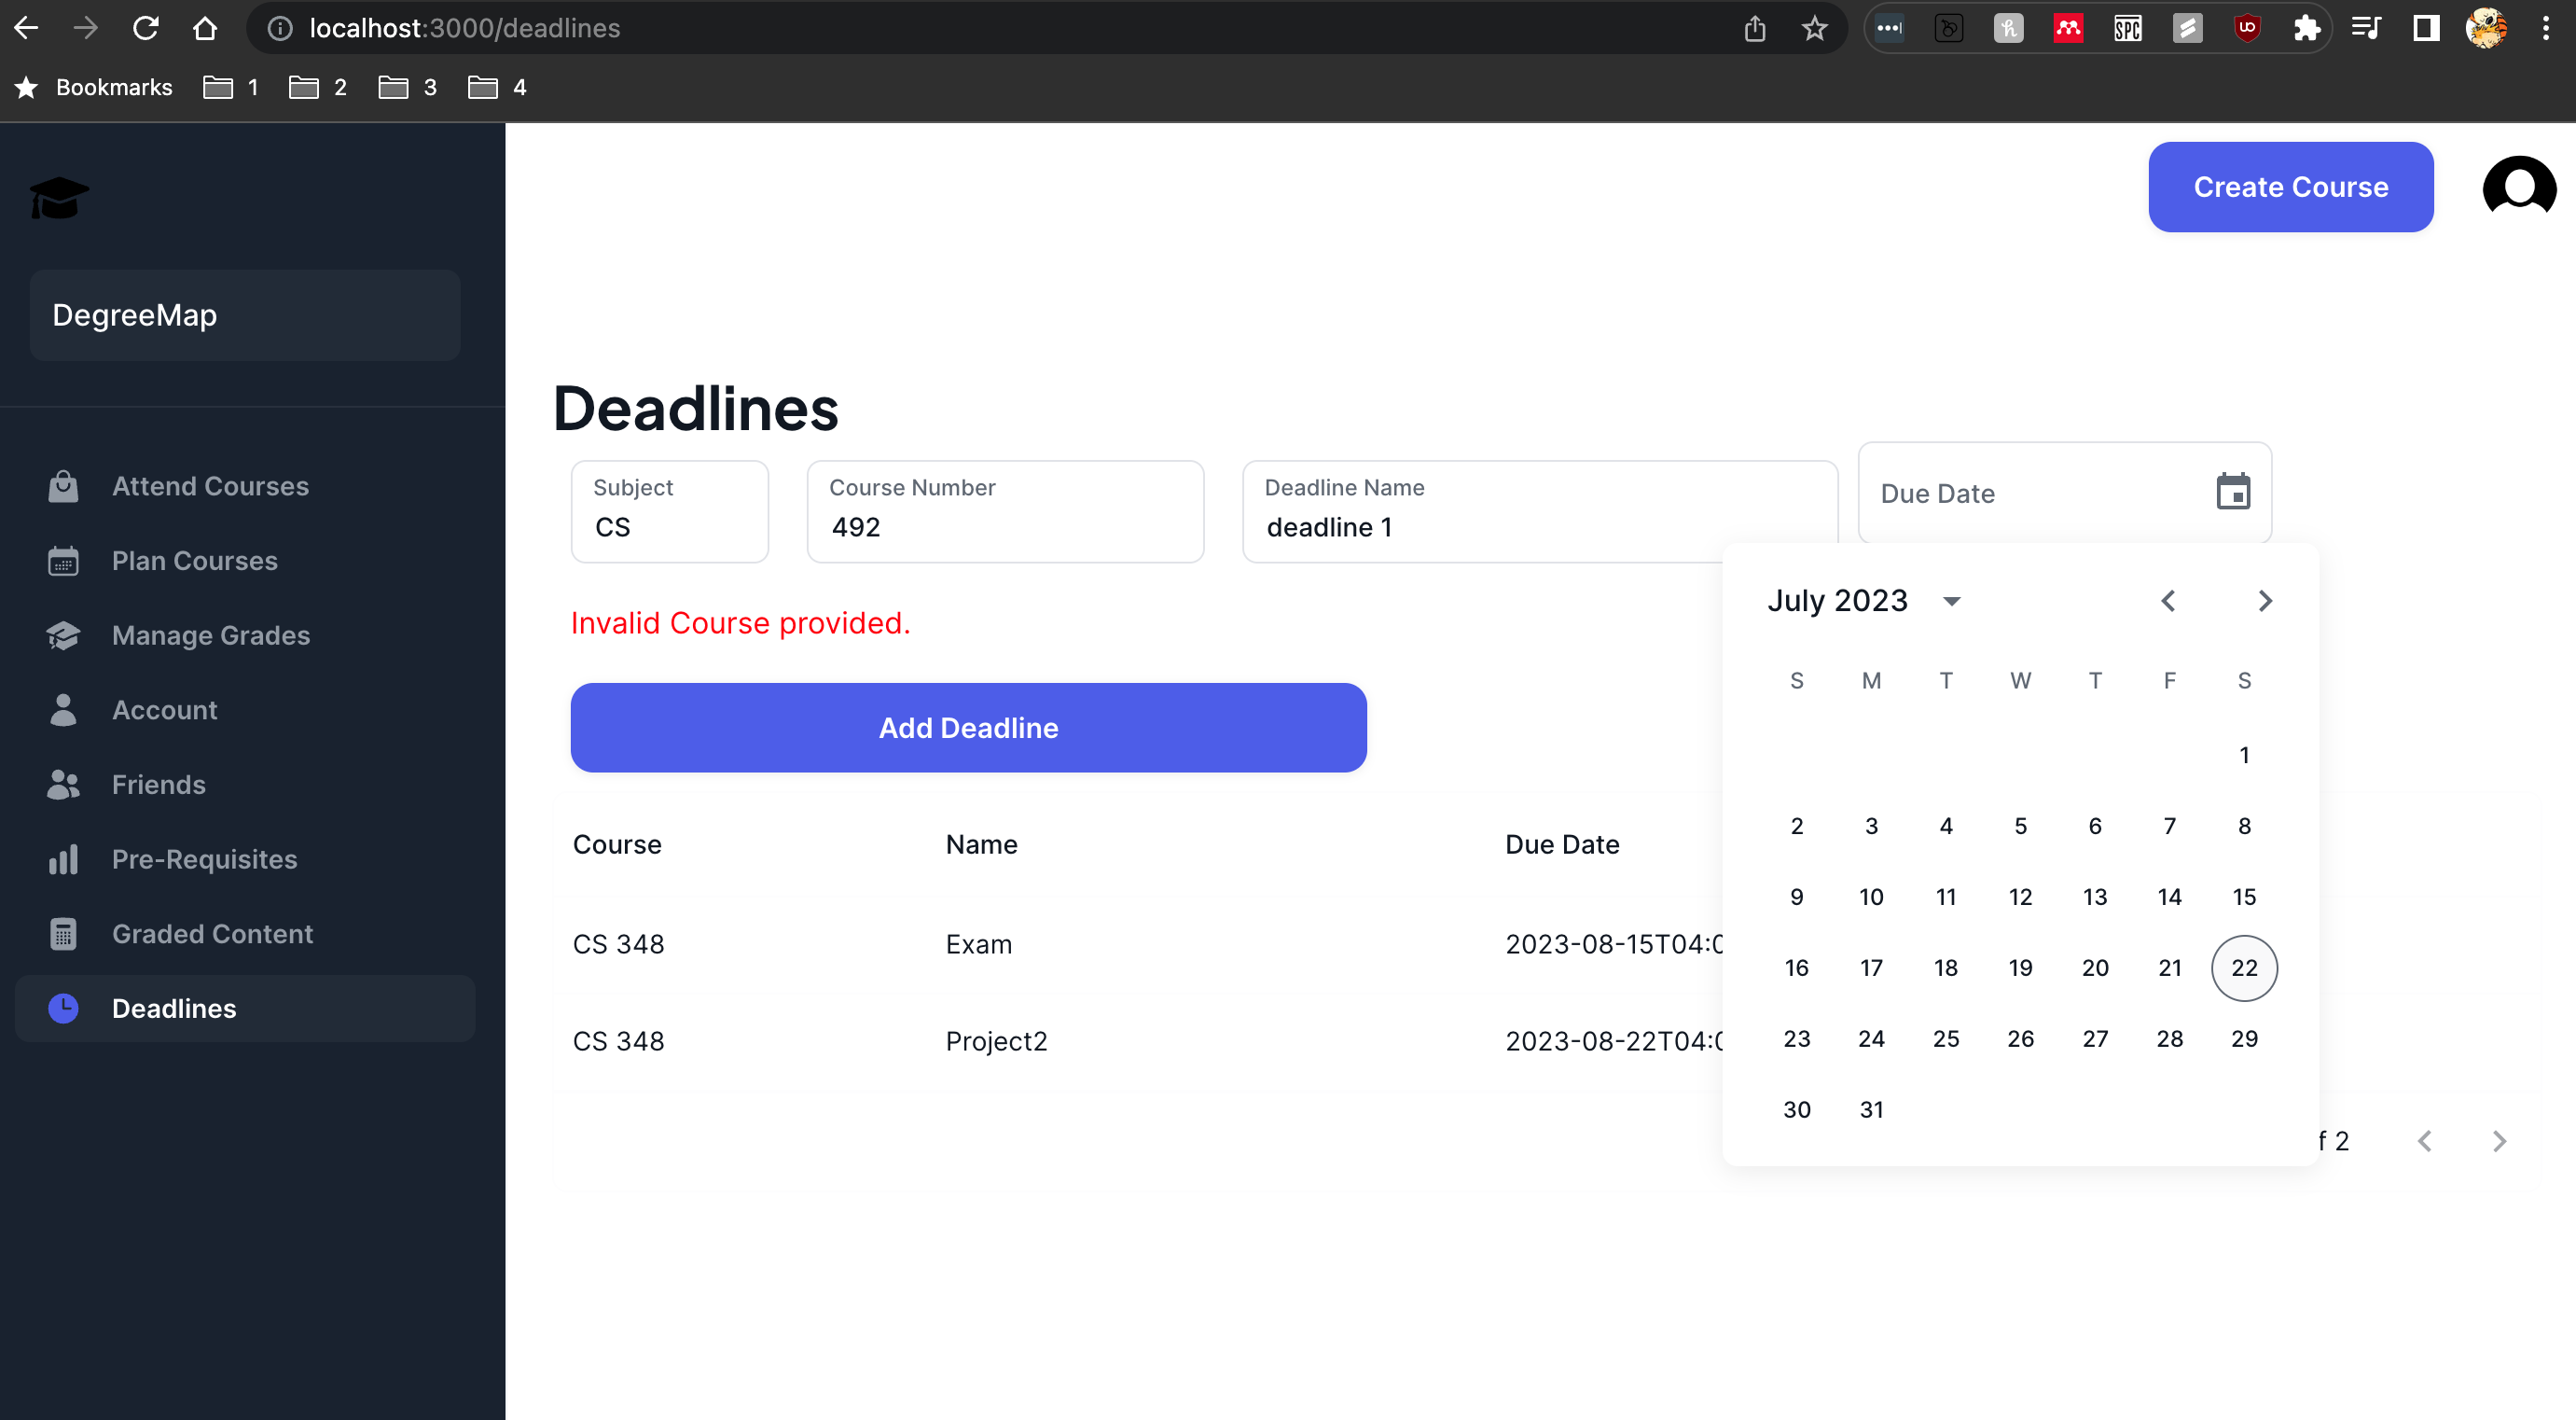 localhost:3000/deadlines
Bookmarks 1 2 3 4
Create Course
DegreeMap
Attend Courses
Plan Courses
Manage Grades
Account
Friends
Pre-Requisites
Graded Content
Deadlines
Deadlines
Subject Course Number Deadline Name Due Date
CS 492 deadline 1
Invalid Course provided.
Add Deadline
Course Name Due Date
CS 348 Exam 2023-08-15T04:0
CS 348 Project2 2023-08-22T04:0
f 2
July 2023
S M T W T F S
1
2 3 4 5 6 7 8
9 10 11 12 13 14 15
16 17 18 19 20 21 22
23 24 25 26 27 28 29
30 31
SPC